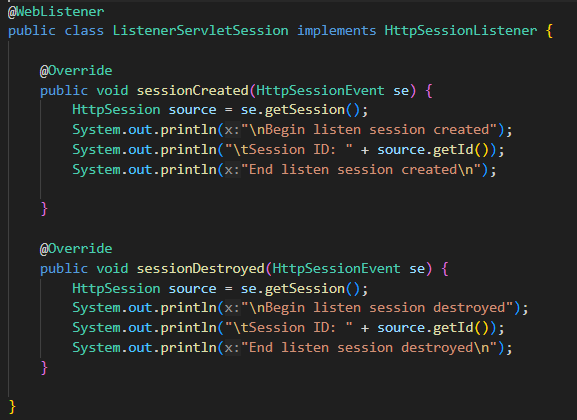 @WebListener
public class ListenerServletSession implements HttpSessionListener {
@Override
public void sessionCreated(HttpSessionEvent se) {
HttpSession source = se.getSession();
System.out.println(x:"\nBegin listen session created");
System.out.println("\tSession ID: " + source.getId());
System.out.println(x:"End listen session created\n");
}
@Override
public void sessionDestroyed(HttpSessionEvent se) {
HttpSession source = se.getSession();
System.out.println(x:"\nBegin listen session destroyed");
System.out.println("\tSession ID: " + source.getId());
System.out.println(x:"End listen session destroyed\n");
}
}